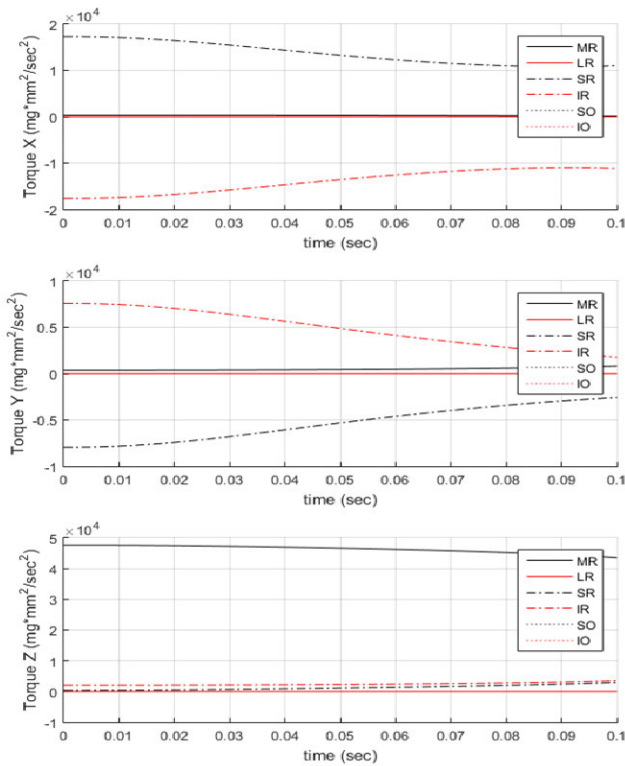 ×10⁴
2
1
0
-1
-2
Torque X (mg*mm²/sec²)
0 0.01 0.02 0.03 0.04 0.05 0.06 0.07 0.08 0.09 0.1
time (sec)
MR
LR
SR
IR
SO
IO
×10⁴
1
0.5
0
-0.5
-1
Torque Y (mg*mm²/sec²)
0 0.01 0.02 0.03 0.04 0.05 0.06 0.07 0.08 0.09 0.1
time (sec)
MR
LR
SR
IR
SO
IO
×10⁴
5
4
3
2
1
0
-1
Torque Z (mg*mm²/sec²)
0 0.01 0.02 0.03 0.04 0.05 0.06 0.07 0.08 0.09 0.1
time (sec)
MR
LR
SR
IR
SO
IO